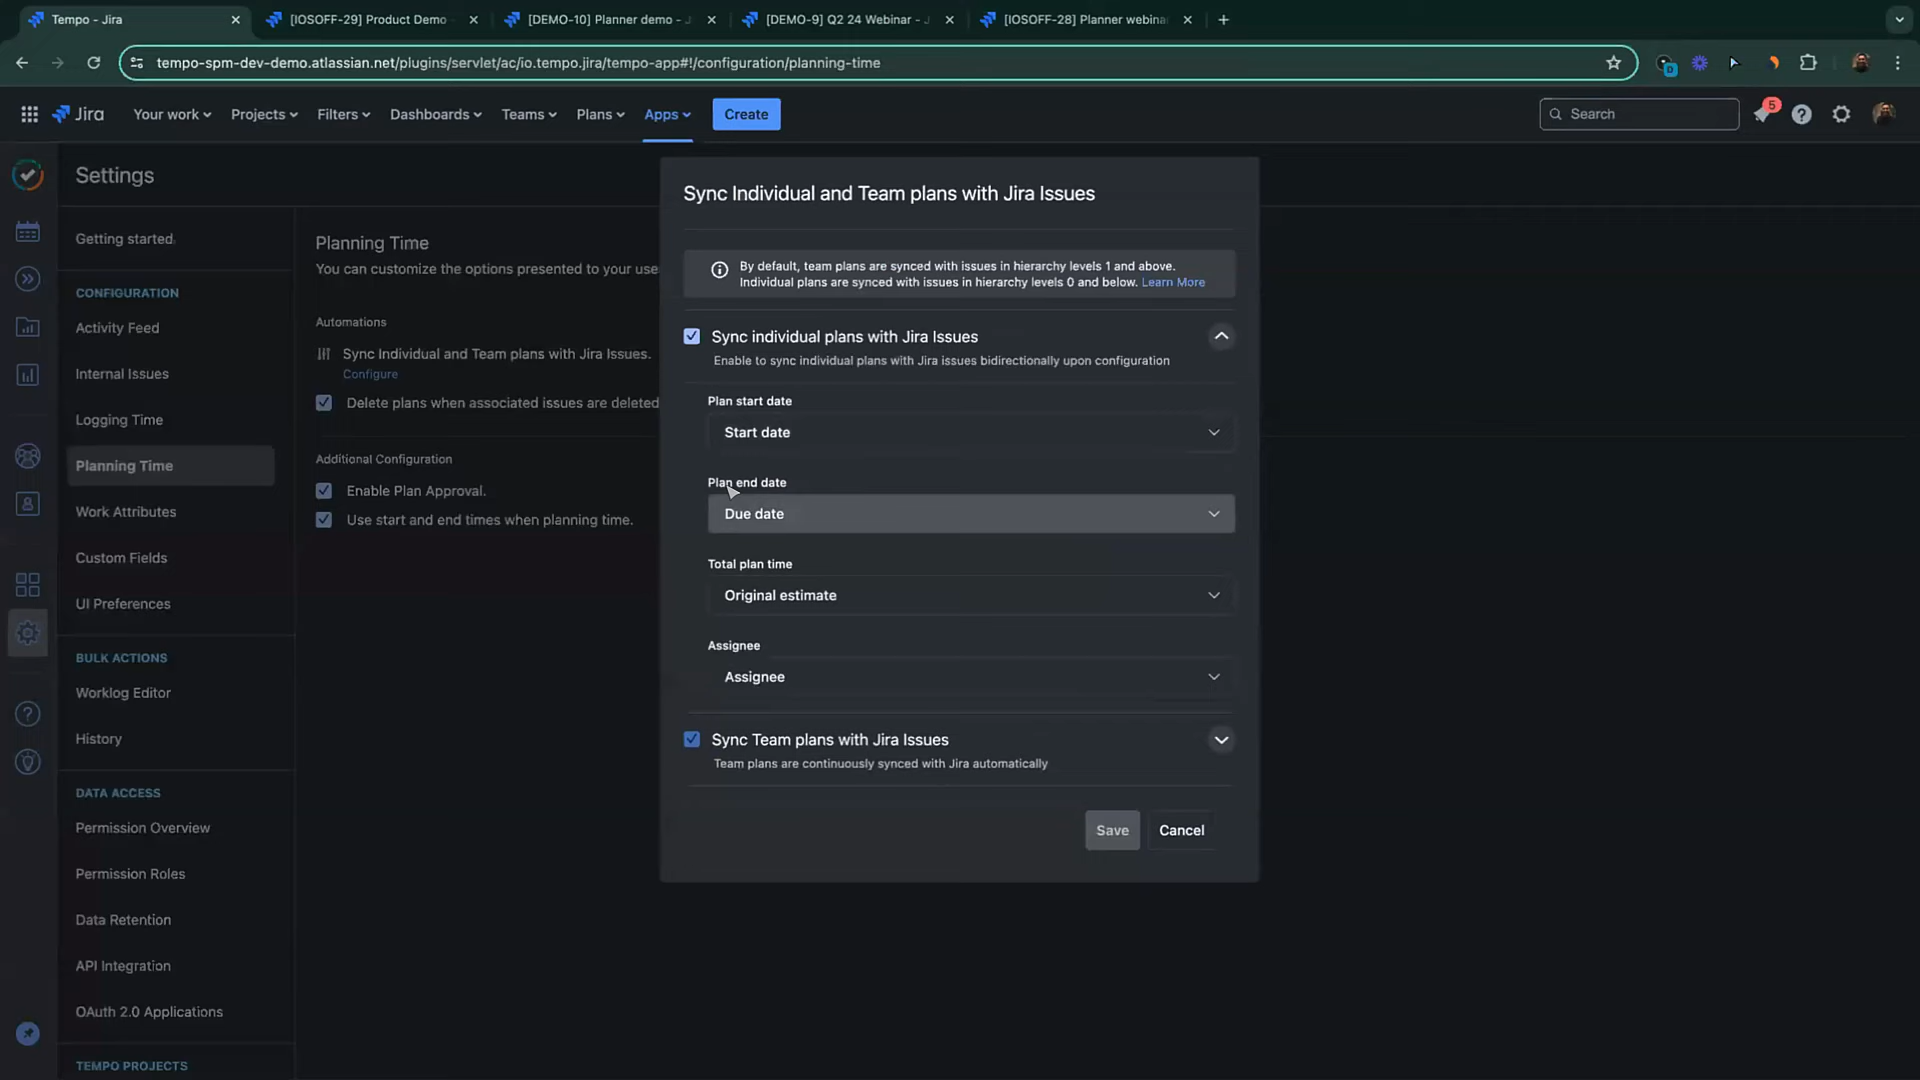 Tempo - Jira
[IOSOFF-29] Product Demo -
[DEMO-10] Planner demo - J
[DEMO-9] Q2 24 Webinar - J
[IOSOFF-28] Planner webina
tempo-spm-dev-demo.atlassian.net/plugins/servlet/ac/io.tempo.jira/tempo-app#!/configuration/planning-time
D
Jira
Your work
Projects
Filters
Dashboards
Teams
Plans
Apps
Create
Search
5
Settings
Getting started
CONFIGURATION
Activity Feed
Internal Issues
Logging Time
Planning Time
Work Attributes
Custom Fields
UI Preferences
BULK ACTIONS
Worklog Editor
History
DATA ACCESS
Permission Overview
Permission Roles
Data Retention
API Integration
OAuth 2.0 Applications
TEMPO PROJECTS
Planning Time
You can customize the options presented to your use
Automations
Sync Individual and Team plans with Jira Issues.
Configure
Delete plans when associated issues are deleted
Additional Configuration
Enable Plan Approval.
Use start and end times when planning time.
Sync Individual and Team plans with Jira Issues
By default, team plans are synced with issues in hierarchy levels 1 and above.
Individual plans are synced with issues in hierarchy levels 0 and below. Learn More
Sync individual plans with Jira Issues
Enable to sync individual plans with Jira issues bidirectionally upon configuration
Plan start date
Start date
Plan end date
Due date
Total plan time
Original estimate
Assignee
Assignee
Sync Team plans with Jira Issues
Team plans are continuously synced with Jira automatically
Save
Cancel